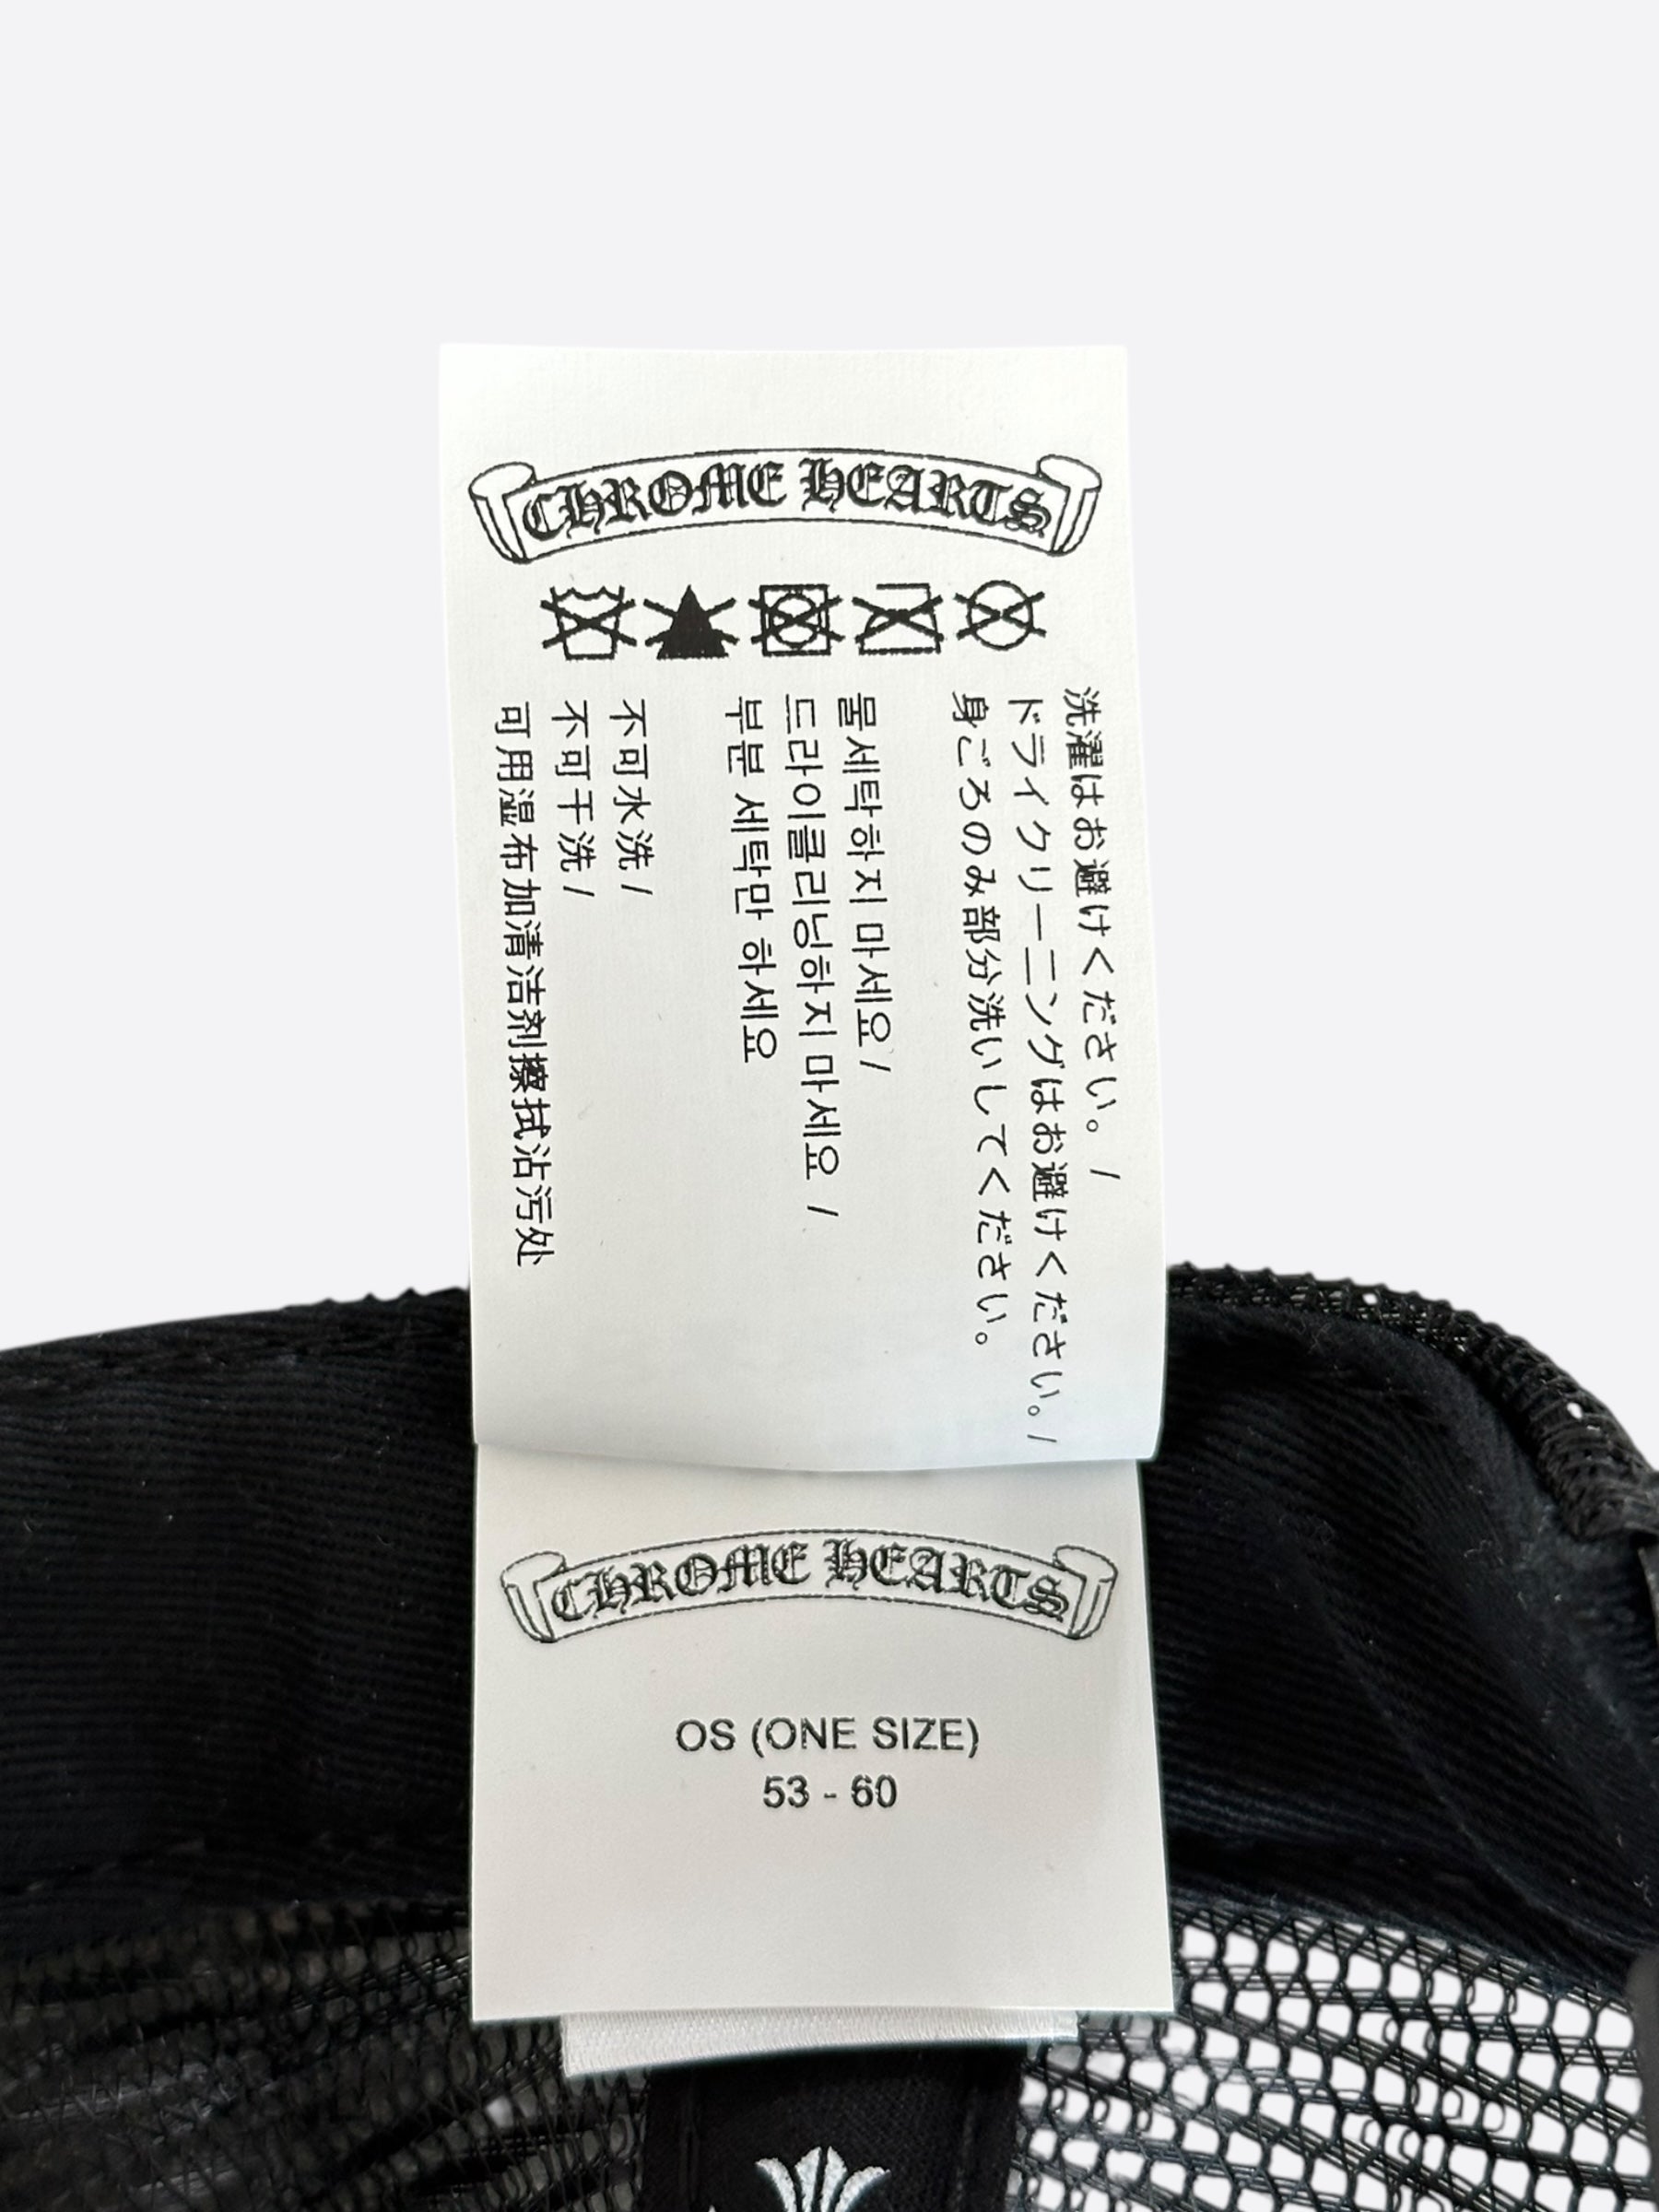 CHROME HEARTS
洗濯はお避けください。/
ドライクリーニングはお避けください。/
身ごろのみ部分洗いしてください。
물세탁하지 마세요 /
드라이클리닝하지 마세요 /
부분 세탁만 하세요
不可水洗 /
不可干洗 /
可用湿布加清洁剂擦拭沾污处
CHROME HEARTS
OS (ONE SIZE)
53 - 60